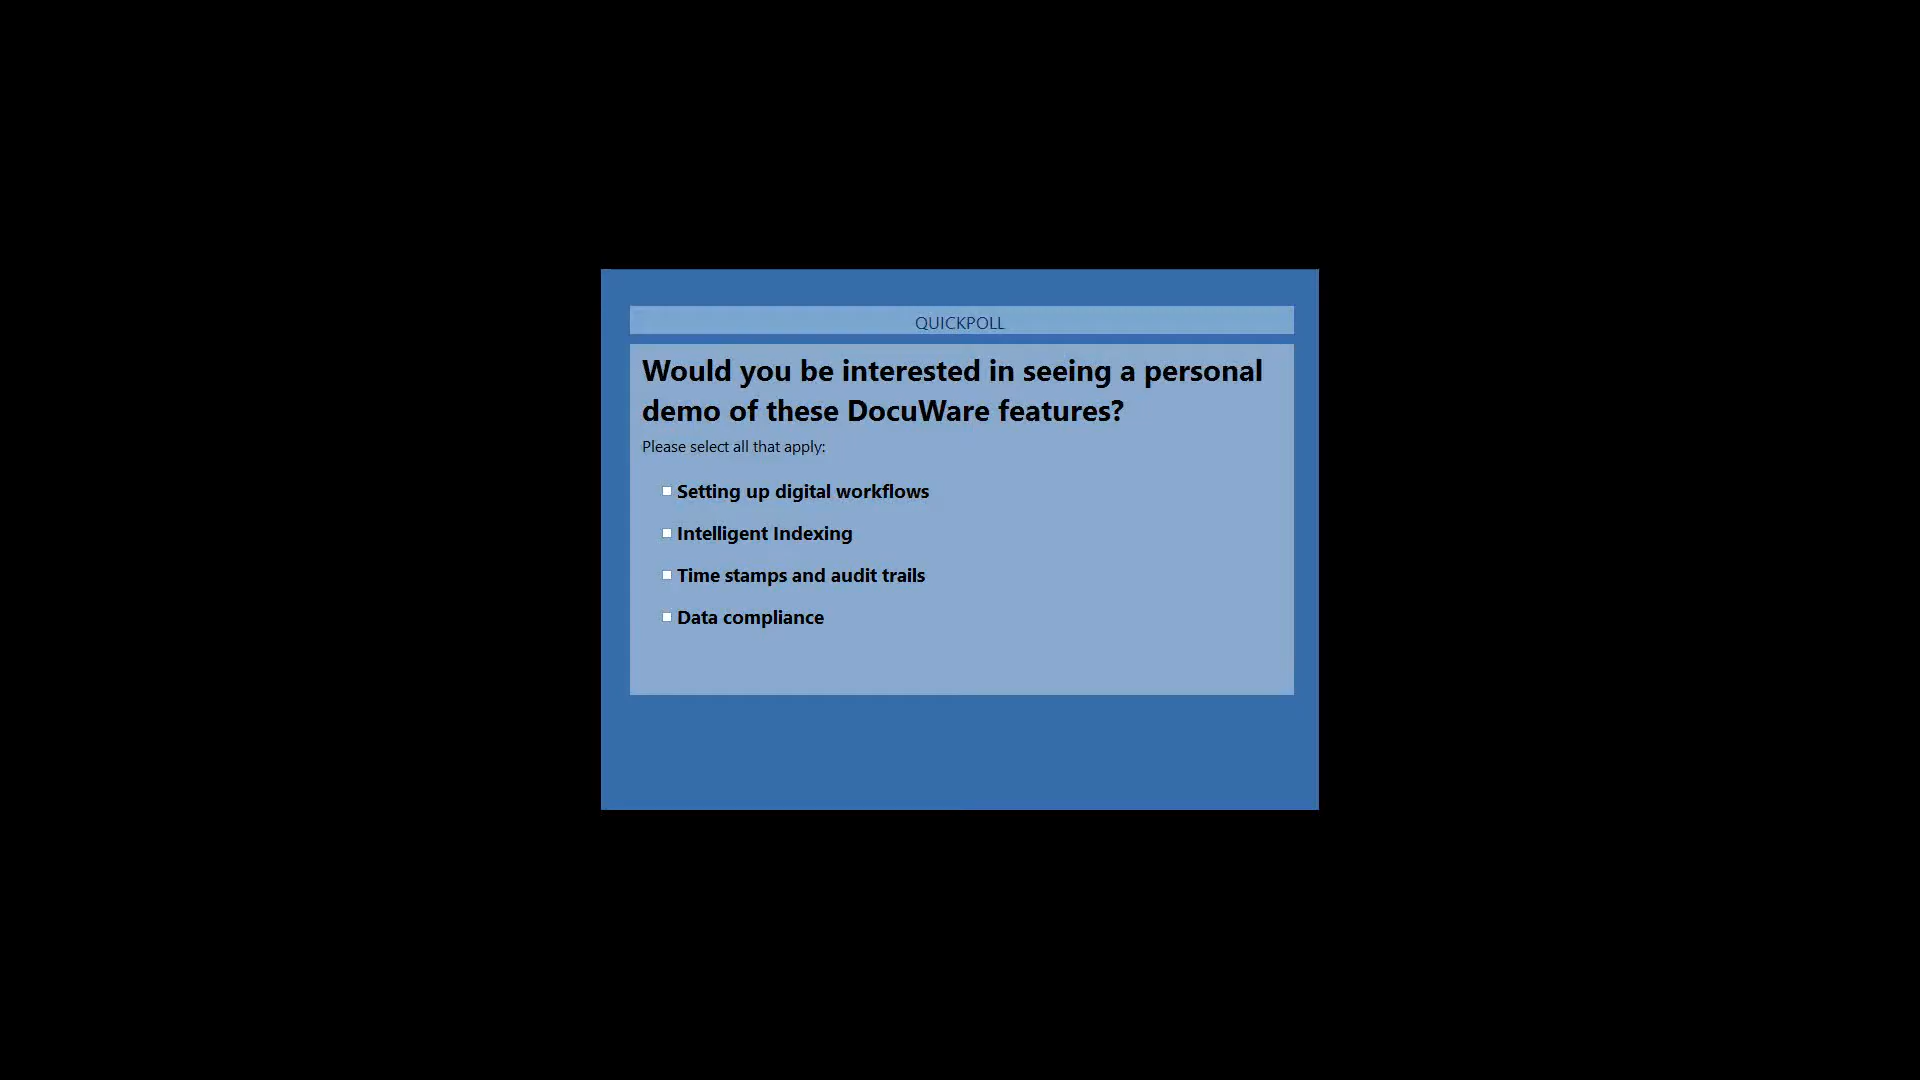 QUICKPOLL
Would you be interested in seeing a personal
demo of these DocuWare features?
Please select all that apply:
Setting up digital workflows
Intelligent Indexing
Time stamps and audit trails
Data compliance